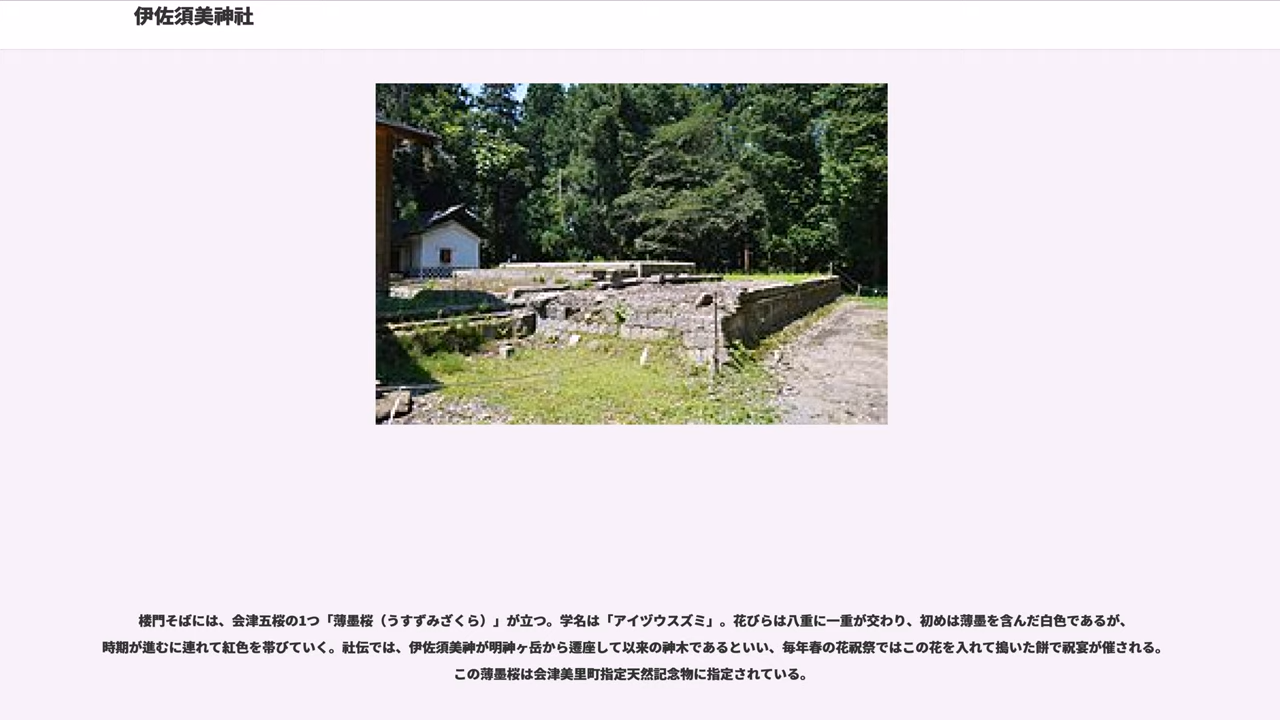 伊佐須美神社
楼門そばには、会津五桜の1つ「薄墨桜（うすずみざくら）」が立つ。学名は「アイヅウスズミ」。花びらは八重に一重が交わり、初めは薄墨を含んだ白色であるが、
時期が進むに連れて紅色を帯びていく。社伝では、伊佐須美神が明神ヶ岳から遷座して以来の神木であるといい、毎年春の花祝祭ではこの花を入れて搗いた餅で祝宴が催される。
この薄墨桜は会津美里町指定天然記念物に指定されている。